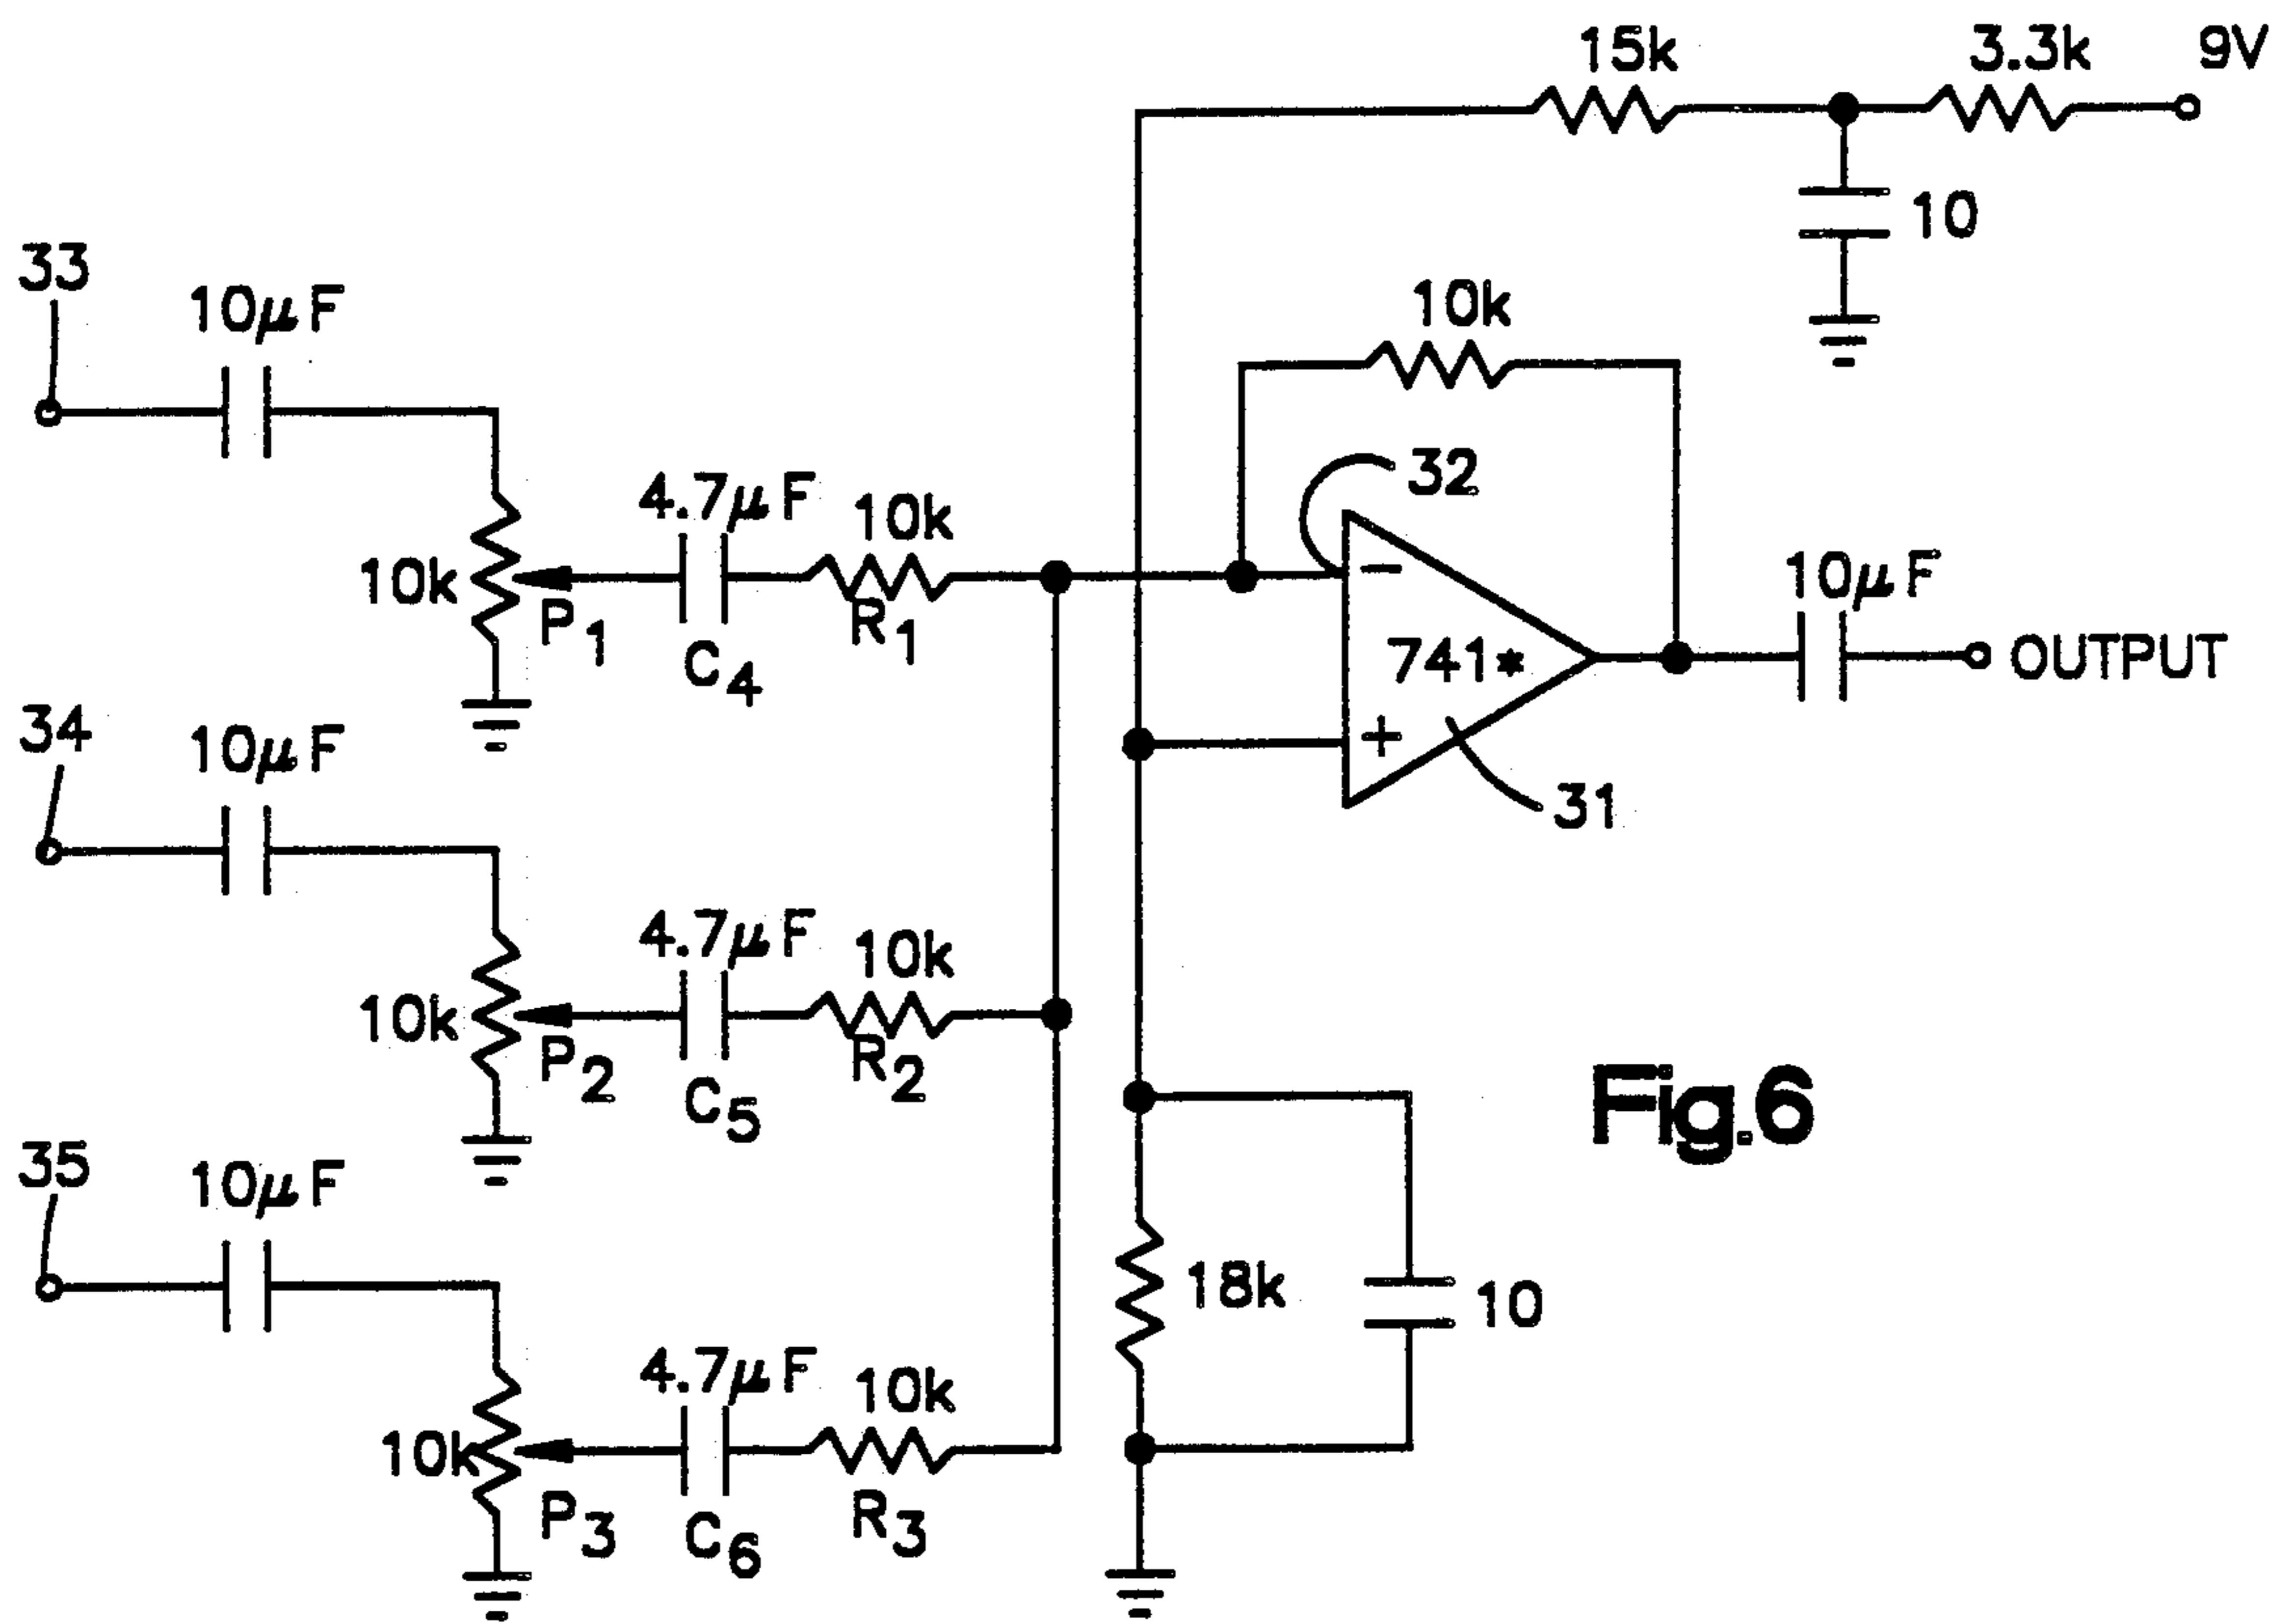 15k
3.3k
9V
10
33
10μF
10k
4.7μF
10k
32
10k
P1
C4
R1
741*
10μF
OUTPUT
-
+
31
34
10μF
4.7μF
10k
10k
P2
C5
R2
Fig.6
35
10μF
18k
10
4.7μF
10k
10k
P3
C6
R3